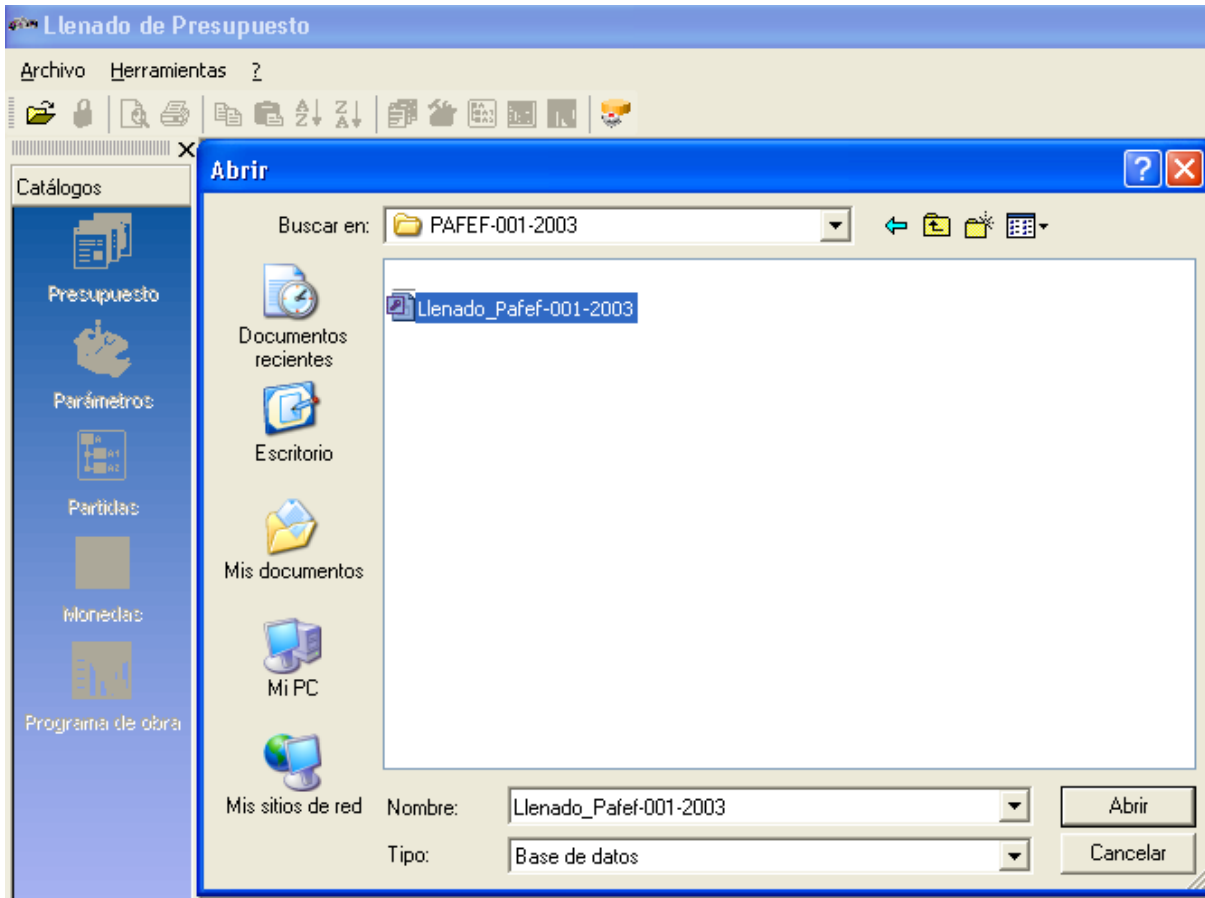 Llenado de Presupuesto
Archivo Herramientas ?
Catálogos
Presupuesto
Parámetros
Partidas
Monedas
Programa de obra
Abrir
Buscar en: PAFEF-001-2003
Llenado_Pafef-001-2003
Documentos
recientes
Escritorio
Mis documentos
Mi PC
Mis sitios de red
Nombre: Llenado_Pafef-001-2003 Abrir
Tipo: Base de datos Cancelar